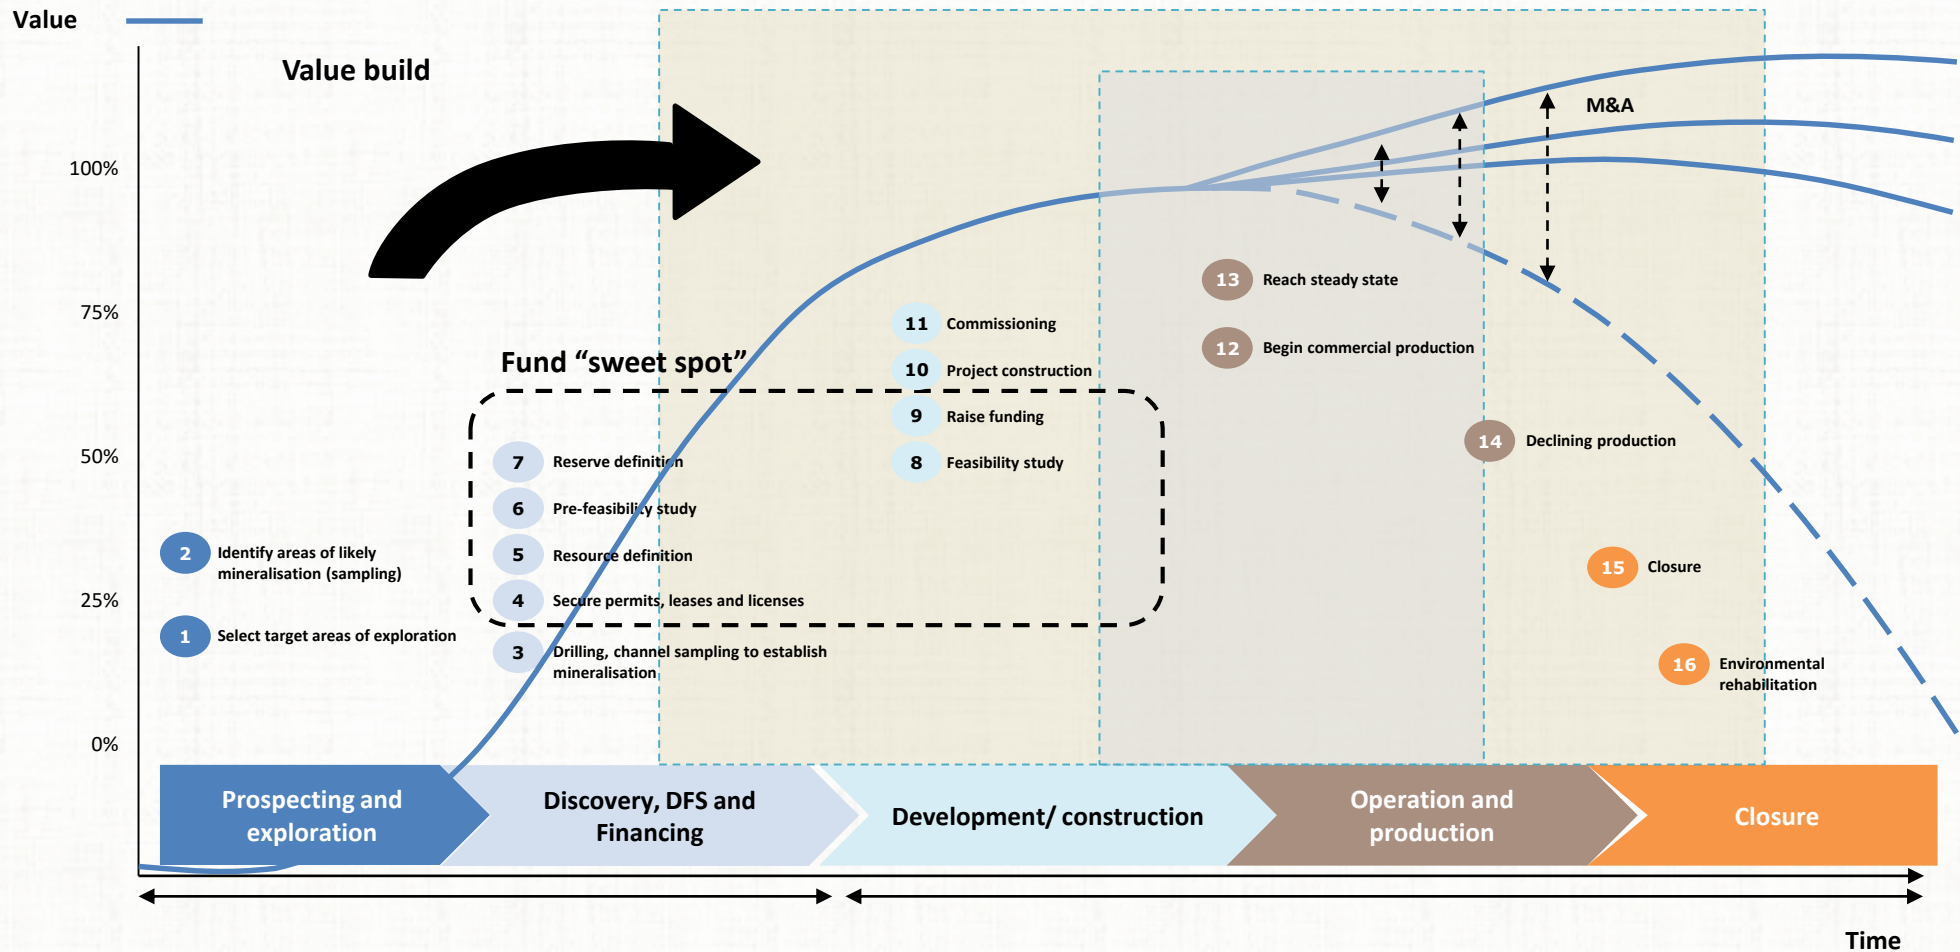 Value
Value build
M&A
100%
75%
50%
25%
0%
13 Reach steady state
12 Begin commercial production
11 Commissioning
10 Project construction
9 Raise funding
8 Feasibility study
Fund “sweet spot”
7 Reserve definition
6 Pre-feasibility study
5 Resource definition
4 Secure permits, leases and licenses
3 Drilling, channel sampling to establish
mineralisation
2 Identify areas of likely
mineralisation (sampling)
1 Select target areas of exploration
14 Declining production
15 Closure
16 Environmental
rehabilitation
Prospecting and
exploration
Discovery, DFS and
Financing
Development/ construction
Operation and
production
Closure
Time